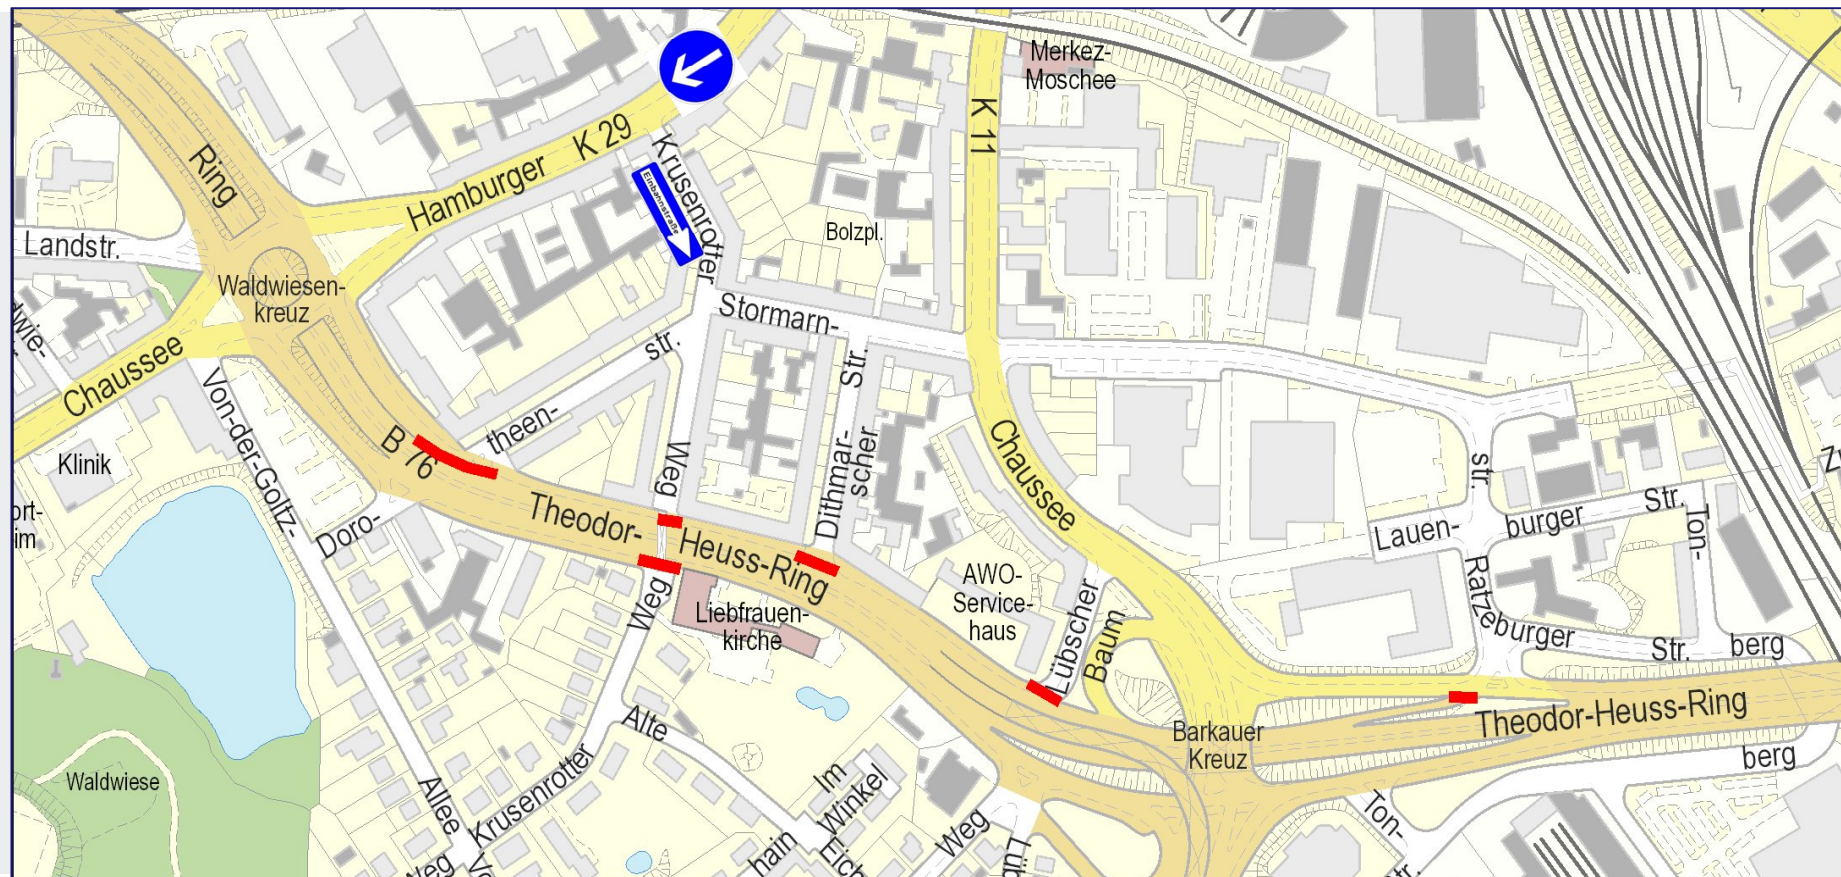 Merkez-
Moschee
K 29
K 11
Hamburger
Krusenrotter
Einbahnstraße
Ring
Landstr.
Bolzpl.
Waldwiesen-
kreuz
Stormarn-
str.
Str.
Chaussee
Von-der-Goltz-
theen-
B 76
Weg
Dithmar-
scher
Chaussee
Klinik
str.
Str.
Ton-
burger
Lauen-
Theodor-
Heuss-Ring
Doro-
Ratzeburger
Str.
berg
AWO-
Service-
haus
Lübscher
Baum
Weg
Liebfrauen-
kirche
Barkauer
Kreuz
Theodor-Heuss-Ring
berg
Alte
Waldwiese
Allee
Krusenrotter
Im
Winkel
hain
Weg
Ton-